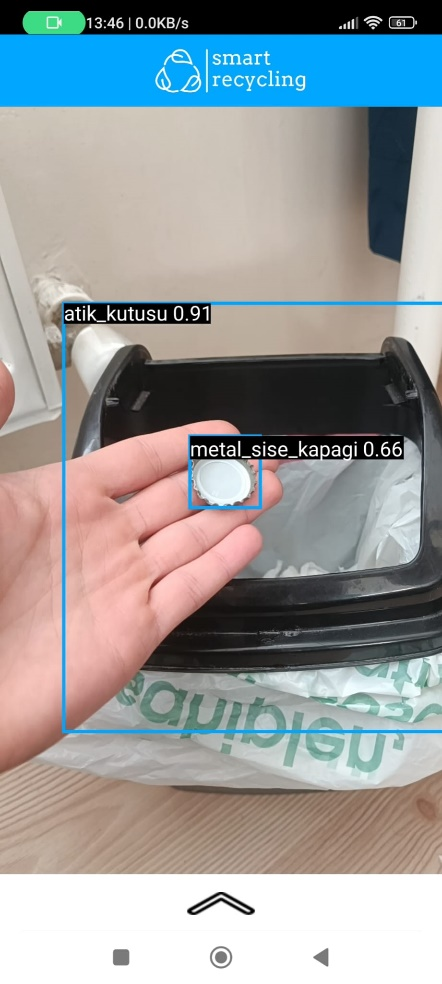 13:46 | 0.0KB/s
61
smart
recycling
atik_kutusu 0.91
metal_sise_kapagi 0.66